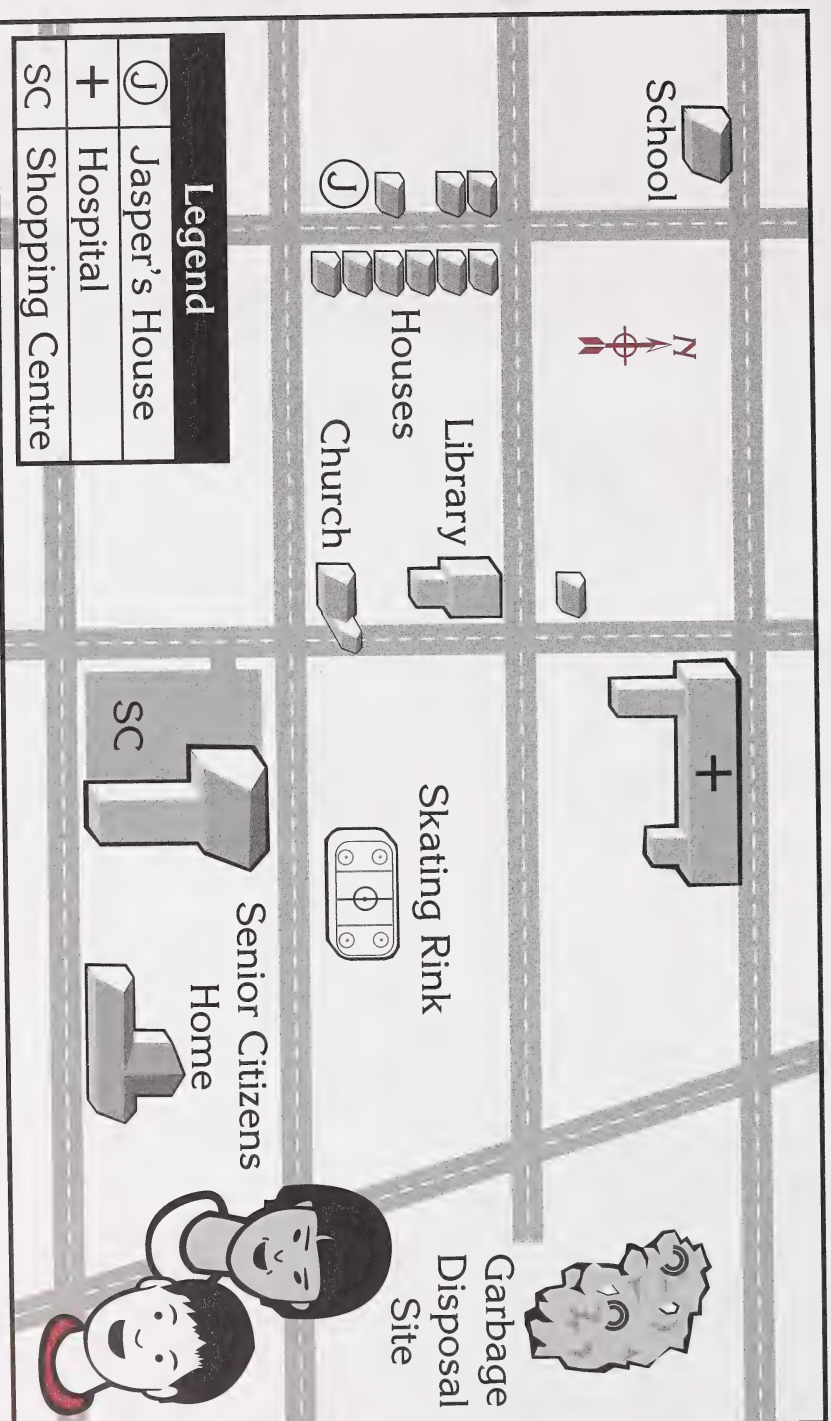 School
N
Library
Houses
Church
J
Skating Rink
+
SC
Senior Citizens
Home
Garbage
Disposal
Site
Legend
J Jasper's House
+ Hospital
SC Shopping Centre